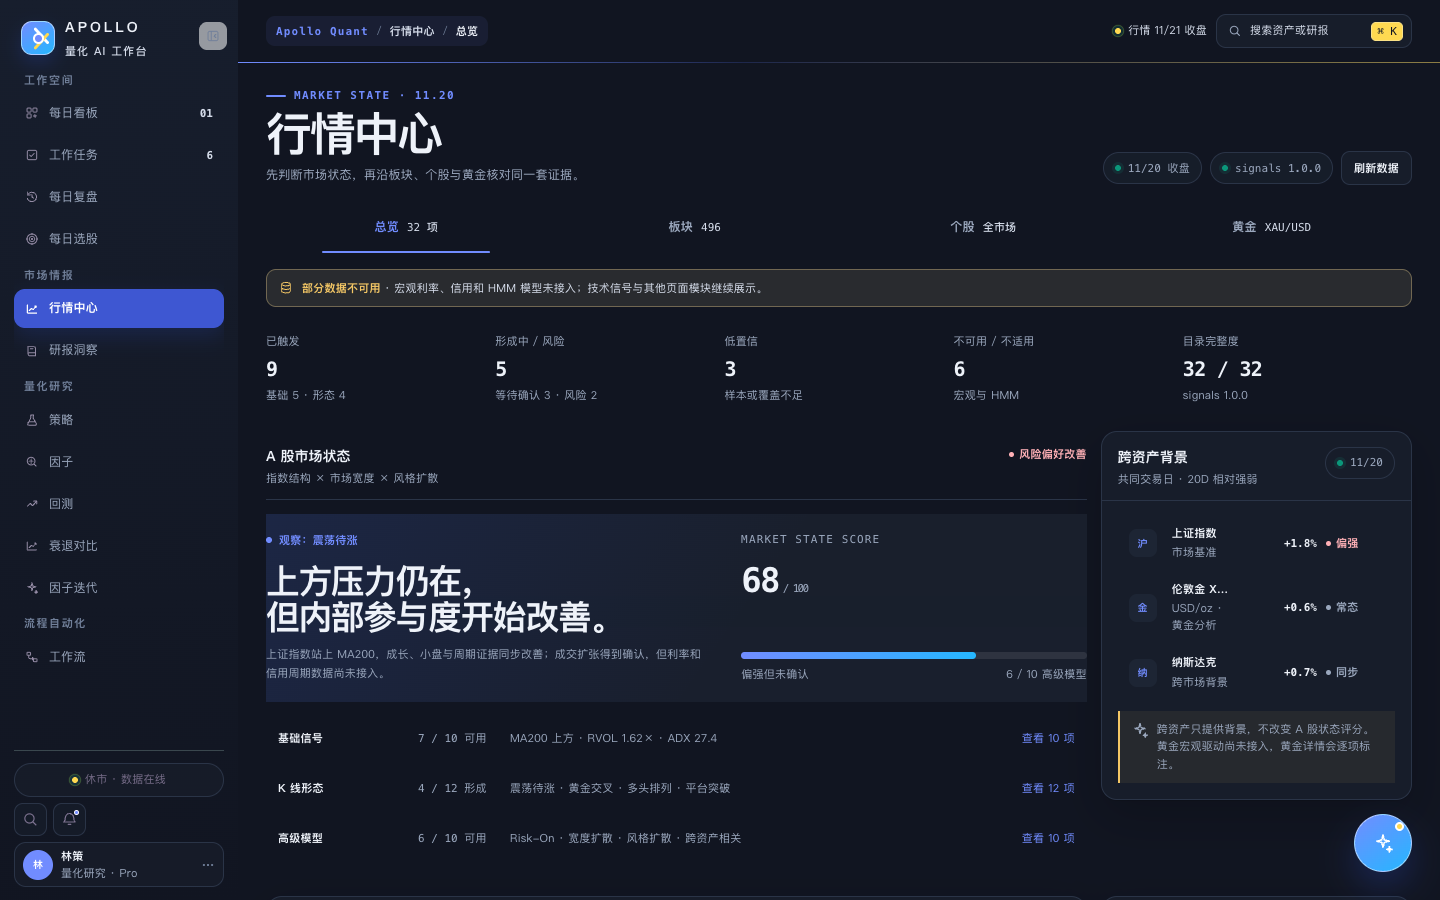 APOLLO
量化 AI 工作台
工作空间
每日看板 01
工作任务 6
每日复盘
每日选股
市场情报
行情中心
研报洞察
量化研究
策略
因子
回测
衰退对比
因子迭代
流程自动化
工作流
休市 · 数据在线
林 林策
量化研究 · Pro
Apollo Quant / 行情中心 / 总览
行情 11/21 收盘
搜索资产或研报 ⌘ K
MARKET STATE · 11.20
行情中心
先判断市场状态，再沿板块、个股与黄金核对同一套证据。
11/20 收盘
signals 1.0.0
刷新数据
总览 32 项
板块 496
个股 全市场
黄金 XAU/USD
部分数据不可用 · 宏观利率、信用和 HMM 模型未接入；技术信号与其他页面模块继续展示。
已触发
9
基础 5 · 形态 4
形成中 / 风险
5
等待确认 3 · 风险 2
低置信
3
样本或覆盖不足
不可用 / 不适用
6
宏观与 HMM
目录完整度
32 / 32
signals 1.0.0
A 股市场状态
指数结构 × 市场宽度 × 风格扩散
风险偏好改善
观察：震荡待涨
上方压力仍在，
但内部参与度开始改善。
上证指数站上 MA200，成长、小盘与周期证据同步改善；成交扩张得到确认，但利率和
信用周期数据尚未接入。
MARKET STATE SCORE
68 / 100
偏强但未确认 6 / 10 高级模型
基础信号 7 / 10 可用 MA200 上方 · RVOL 1.62× · ADX 27.4 查看 10 项
K 线形态 4 / 12 形成 震荡待涨 · 黄金交叉 · 多头排列 · 平台突破 查看 12 项
高级模型 6 / 10 可用 Risk-On · 宽度扩散 · 风格扩散 · 跨资产相关 查看 10 项
跨资产背景
共同交易日 · 20D 相对强弱
11/20
沪 上证指数
市场基准
+1.8% 偏强
金 伦敦金 X...
USD/oz ·
黄金分析
+0.6% 常态
纳 纳斯达克
跨市场背景
+0.7% 同步
跨资产只提供背景，不改变 A 股状态评分。
黄金宏观驱动尚未接入，黄金详情会逐项标
注。